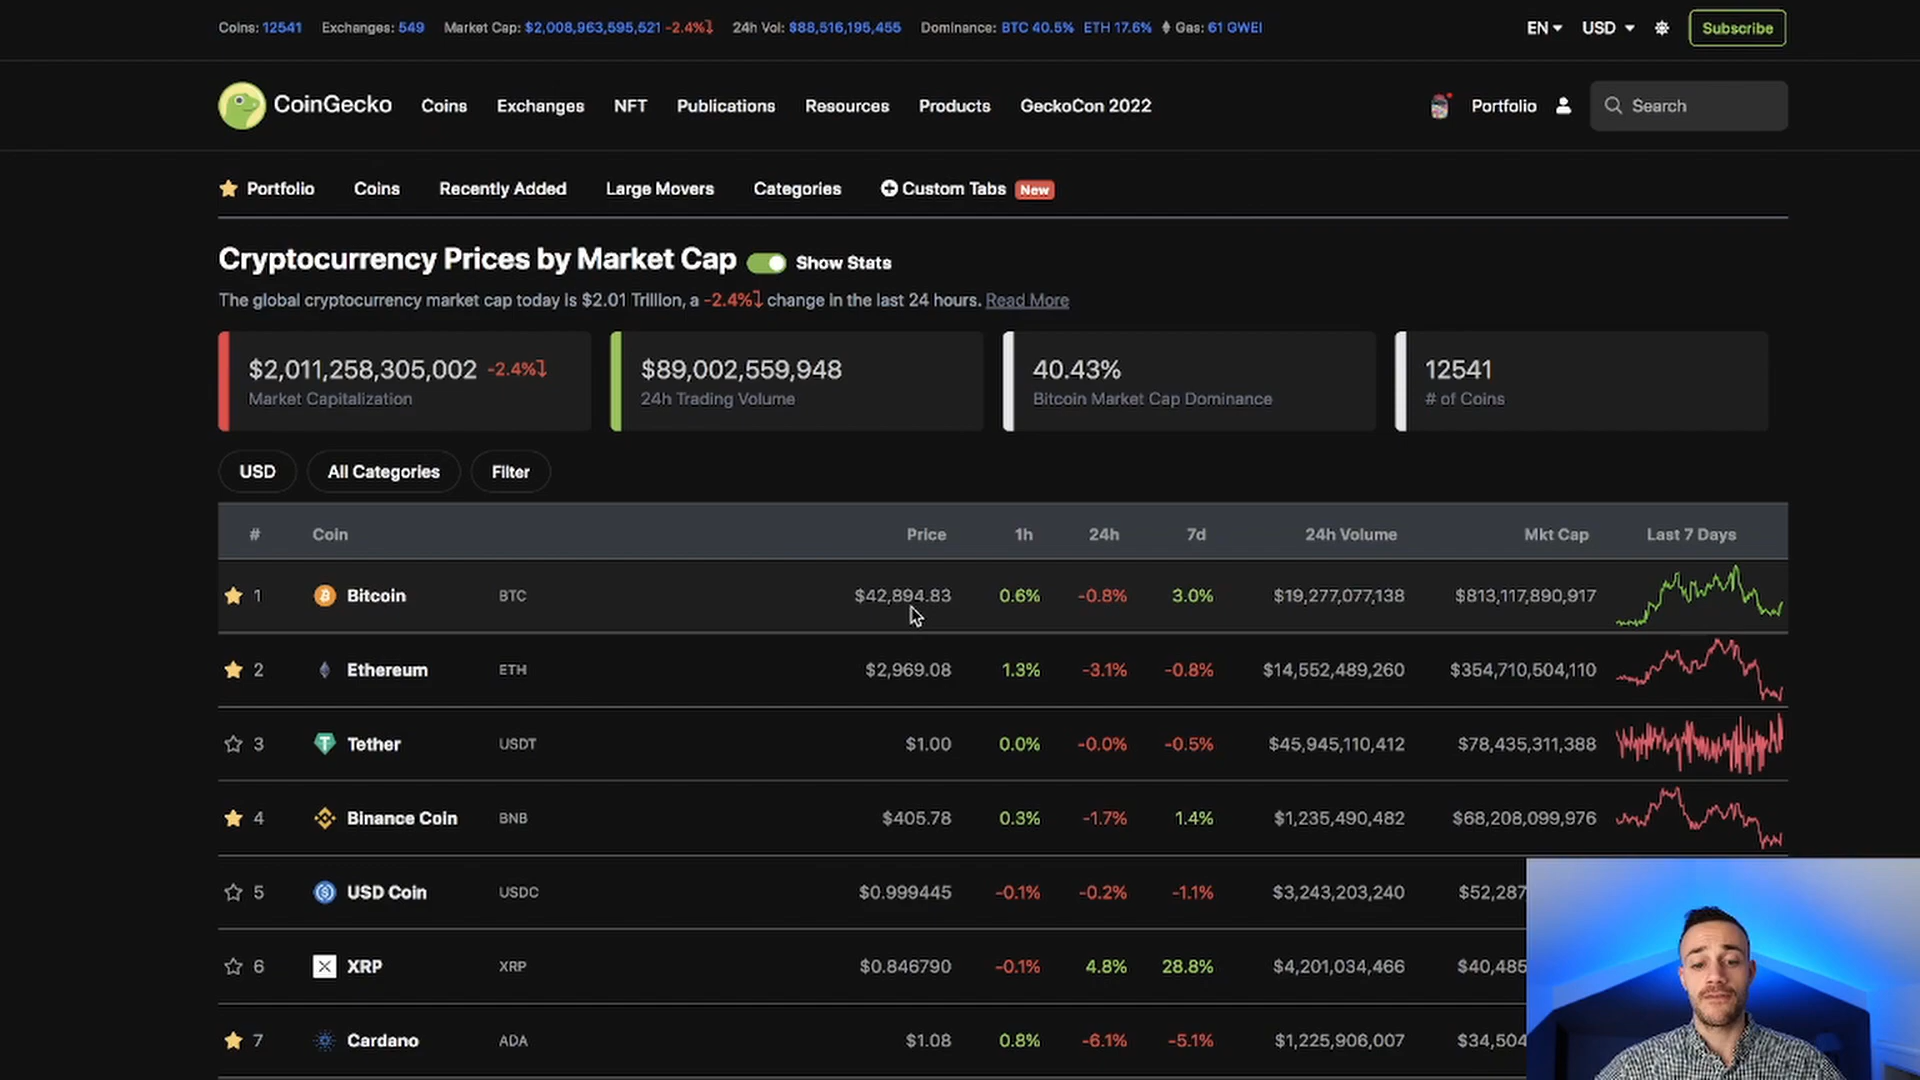 Coins: 12541 Exchanges: 549 Market Cap: $2,008,963,595,521 -2.4% 24h Vol: $88,516,195,455 Dominance: BTC 40.5% ETH 17.6% Gas: 61 GWEI EN USD Subscribe
CoinGecko Coins Exchanges NFT Publications Resources Products GeckoCon 2022 Portfolio Search
Portfolio Coins Recently Added Large Movers Categories Custom Tabs New
Cryptocurrency Prices by Market Cap Show Stats
The global cryptocurrency market cap today is $2.01 Trillion, a -2.4% change in the last 24 hours. Read More
$2,011,258,305,002 -2.4% $89,002,559,948 40.43% 12541
Market Capitalization 24h Trading Volume Bitcoin Market Cap Dominance # of Coins
USD All Categories Filter
# Coin Price 1h 24h 7d 24h Volume Mkt Cap Last 7 Days
1 Bitcoin BTC $42,894.83 0.6% -0.8% 3.0% $19,277,077,138 $813,117,890,917
2 Ethereum ETH $2,969.08 1.3% -3.1% -0.8% $14,552,489,260 $354,710,504,110
3 Tether USDT $1.00 0.0% -0.0% -0.5% $45,945,110,412 $78,435,311,388
4 Binance Coin BNB $405.78 0.3% -1.7% 1.4% $1,235,490,482 $68,208,099,976
5 USD Coin USDC $0.999445 -0.1% -0.2% -1.1% $3,243,203,240 $52,287
6 XRP XRP $0.846790 -0.1% 4.8% 28.8% $4,201,034,466 $40,485
7 Cardano ADA $1.08 0.8% -6.1% -5.1% $1,225,906,007 $34,504